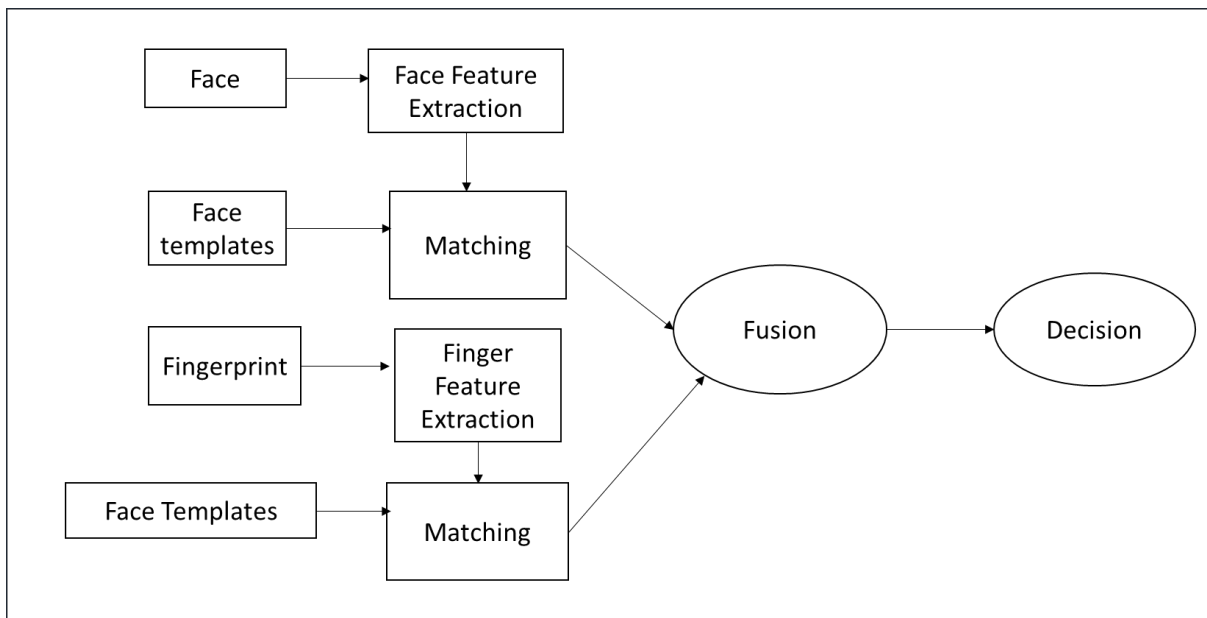 Face
Face Feature
Extraction
Face
templates
Matching
Fingerprint
Finger
Feature
Extraction
Face Templates
Matching
Fusion
Decision